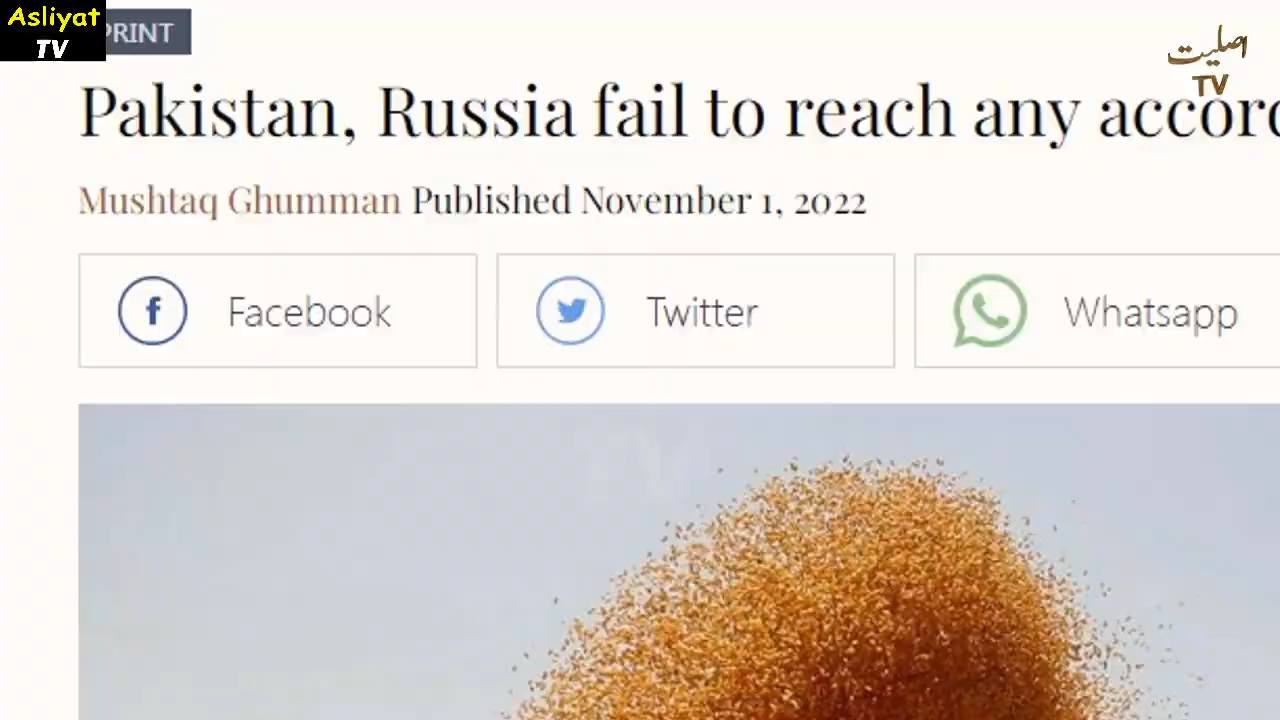 Asliyat
TV
PRINT
اصلیت
TV
Pakistan, Russia fail to reach any accor
Mushtaq Ghumman Published November 1, 2022
Facebook
Twitter
Whatsapp
TV